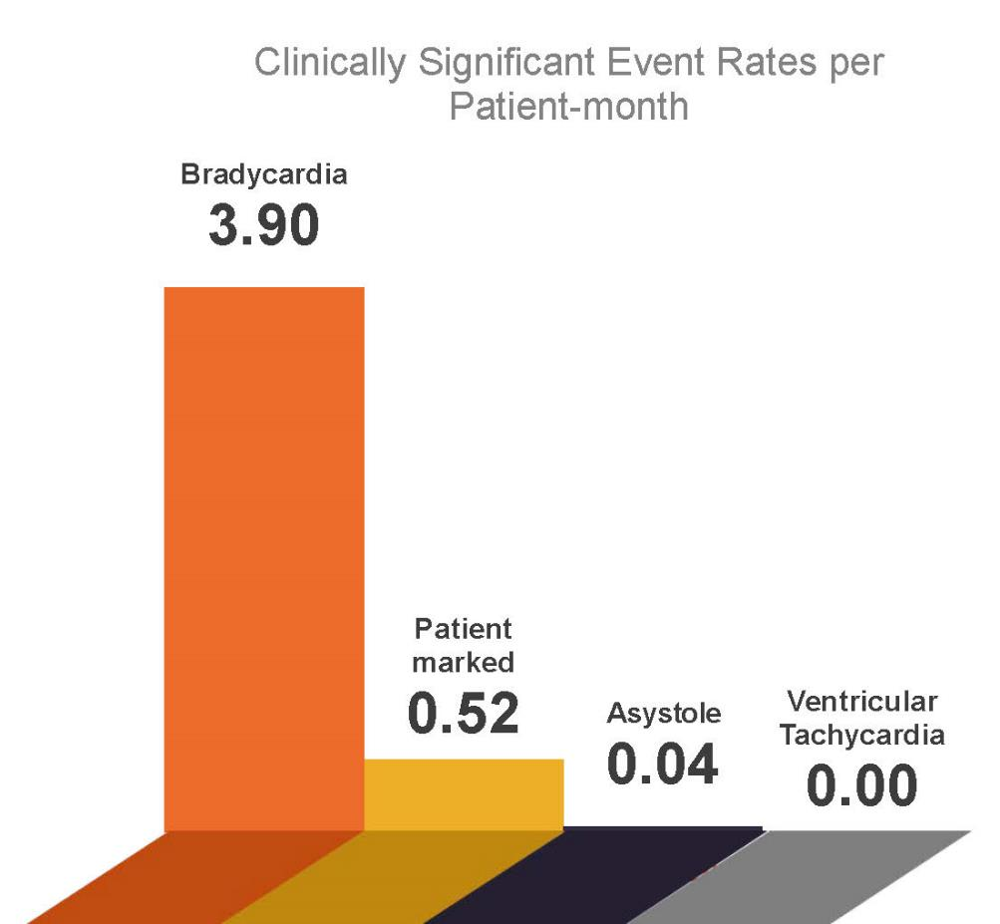 Clinically Significant Event Rates per
Patient-month
Bradycardia
3.90
Patient
marked
0.52
Asystole
0.04
Ventricular
Tachycardia
0.00